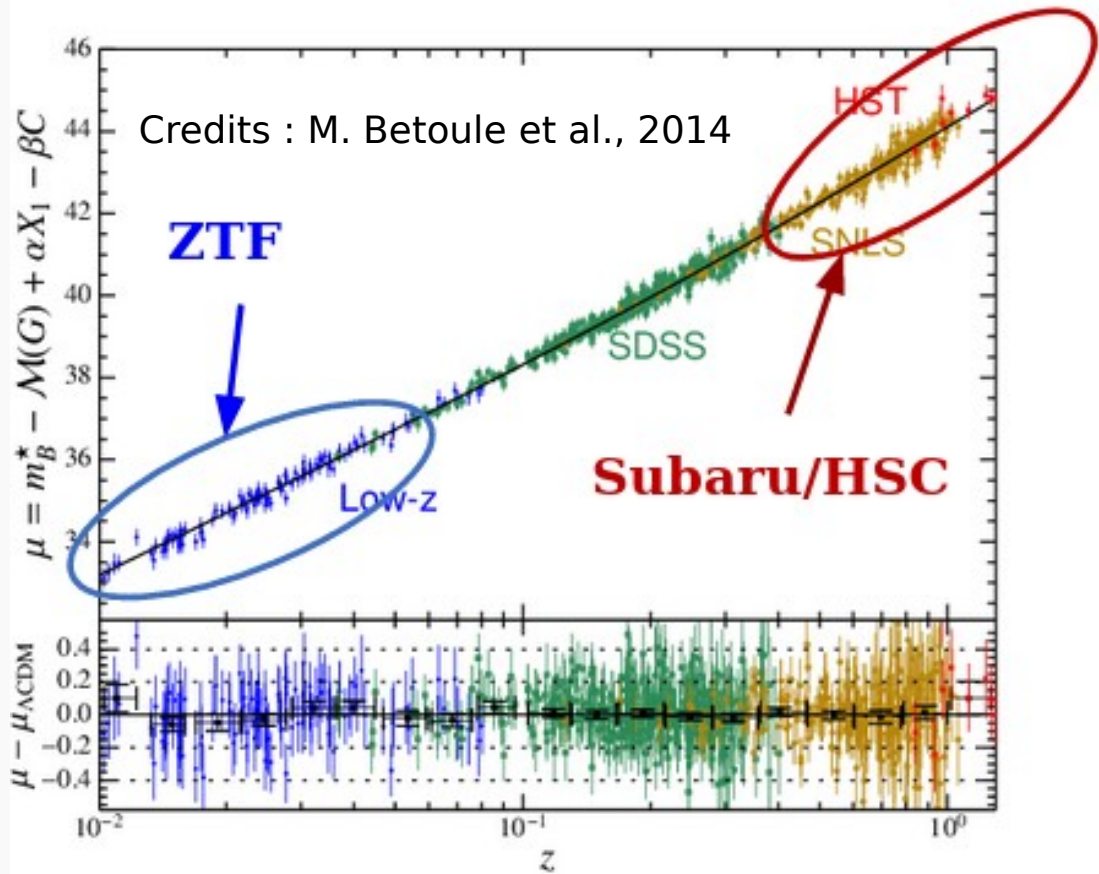 46
44
42
40
38
36
34
μ = m*B − M(G) + αX1 − βC
Credits : M. Betoule et al., 2014
HST
ZTF
SNLS
SDSS
Subaru/HSC
Low-z
0.4
0.2
0.0
−0.2
−0.4
μ − μΛCDM
10−2
10−1
100
z